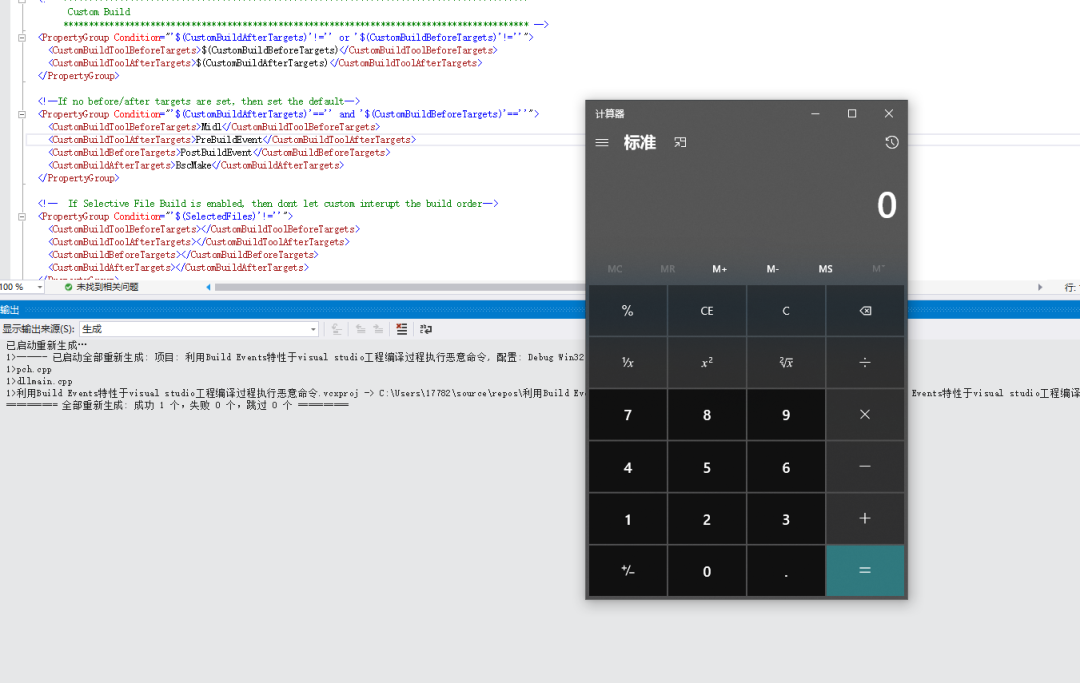 Custom Build
******************************************************************************************** -->
<PropertyGroup Condition="'$(CustomBuildAfterTargets)'!='' or '$(CustomBuildBeforeTargets)'!=''">
<CustomBuildToolBeforeTargets>$(CustomBuildBeforeTargets)</CustomBuildToolBeforeTargets>
<CustomBuildToolAfterTargets>$(CustomBuildAfterTargets)</CustomBuildToolAfterTargets>
</PropertyGroup>
<!--If no before/after targets are set, then set the default-->
<PropertyGroup Condition="'$(CustomBuildAfterTargets)'=='' and '$(CustomBuildBeforeTargets)'==''">
<CustomBuildToolBeforeTargets>Midl</CustomBuildToolBeforeTargets>
<CustomBuildToolAfterTargets>PreBuildEvent</CustomBuildToolAfterTargets>
<CustomBuildBeforeTargets>PostBuildEvent</CustomBuildBeforeTargets>
<CustomBuildAfterTargets>BscMake</CustomBuildAfterTargets>
</PropertyGroup>
<!-- If Selective File Build is enabled, then dont let custom interupt the build order-->
<PropertyGroup Condition="'$(SelectedFiles)'!=''">
<CustomBuildToolBeforeTargets></CustomBuildToolBeforeTargets>
<CustomBuildToolAfterTargets></CustomBuildToolAfterTargets>
<CustomBuildBeforeTargets></CustomBuildBeforeTargets>
<CustomBuildAfterTargets></CustomBuildAfterTargets>
</PropertyGroup>
100 % 未找到相关问题 行:
输出
显示输出来源(S): 生成
已启动重新生成…
1>------ 已启动全部重新生成: 项目: 利用Build Events特性于visual studio工程编译过程执行恶意命令, 配置: Debug Win32
1>pch.cpp
1>dllmain.cpp
1>利用Build Events特性于visual studio工程编译过程执行恶意命令.vcxproj -> C:\Users\17782\source\repos\利用Build Eve Events特性于visual studio工程编译
========== 全部重新生成: 成功 1 个，失败 0 个，跳过 0 个 ==========
计算器
标准
0
MC MR M+ M- MS M˅
% CE C
⅟x x² ²√x ÷
7 8 9 ×
4 5 6 −
1 2 3 +
+/- 0 . =